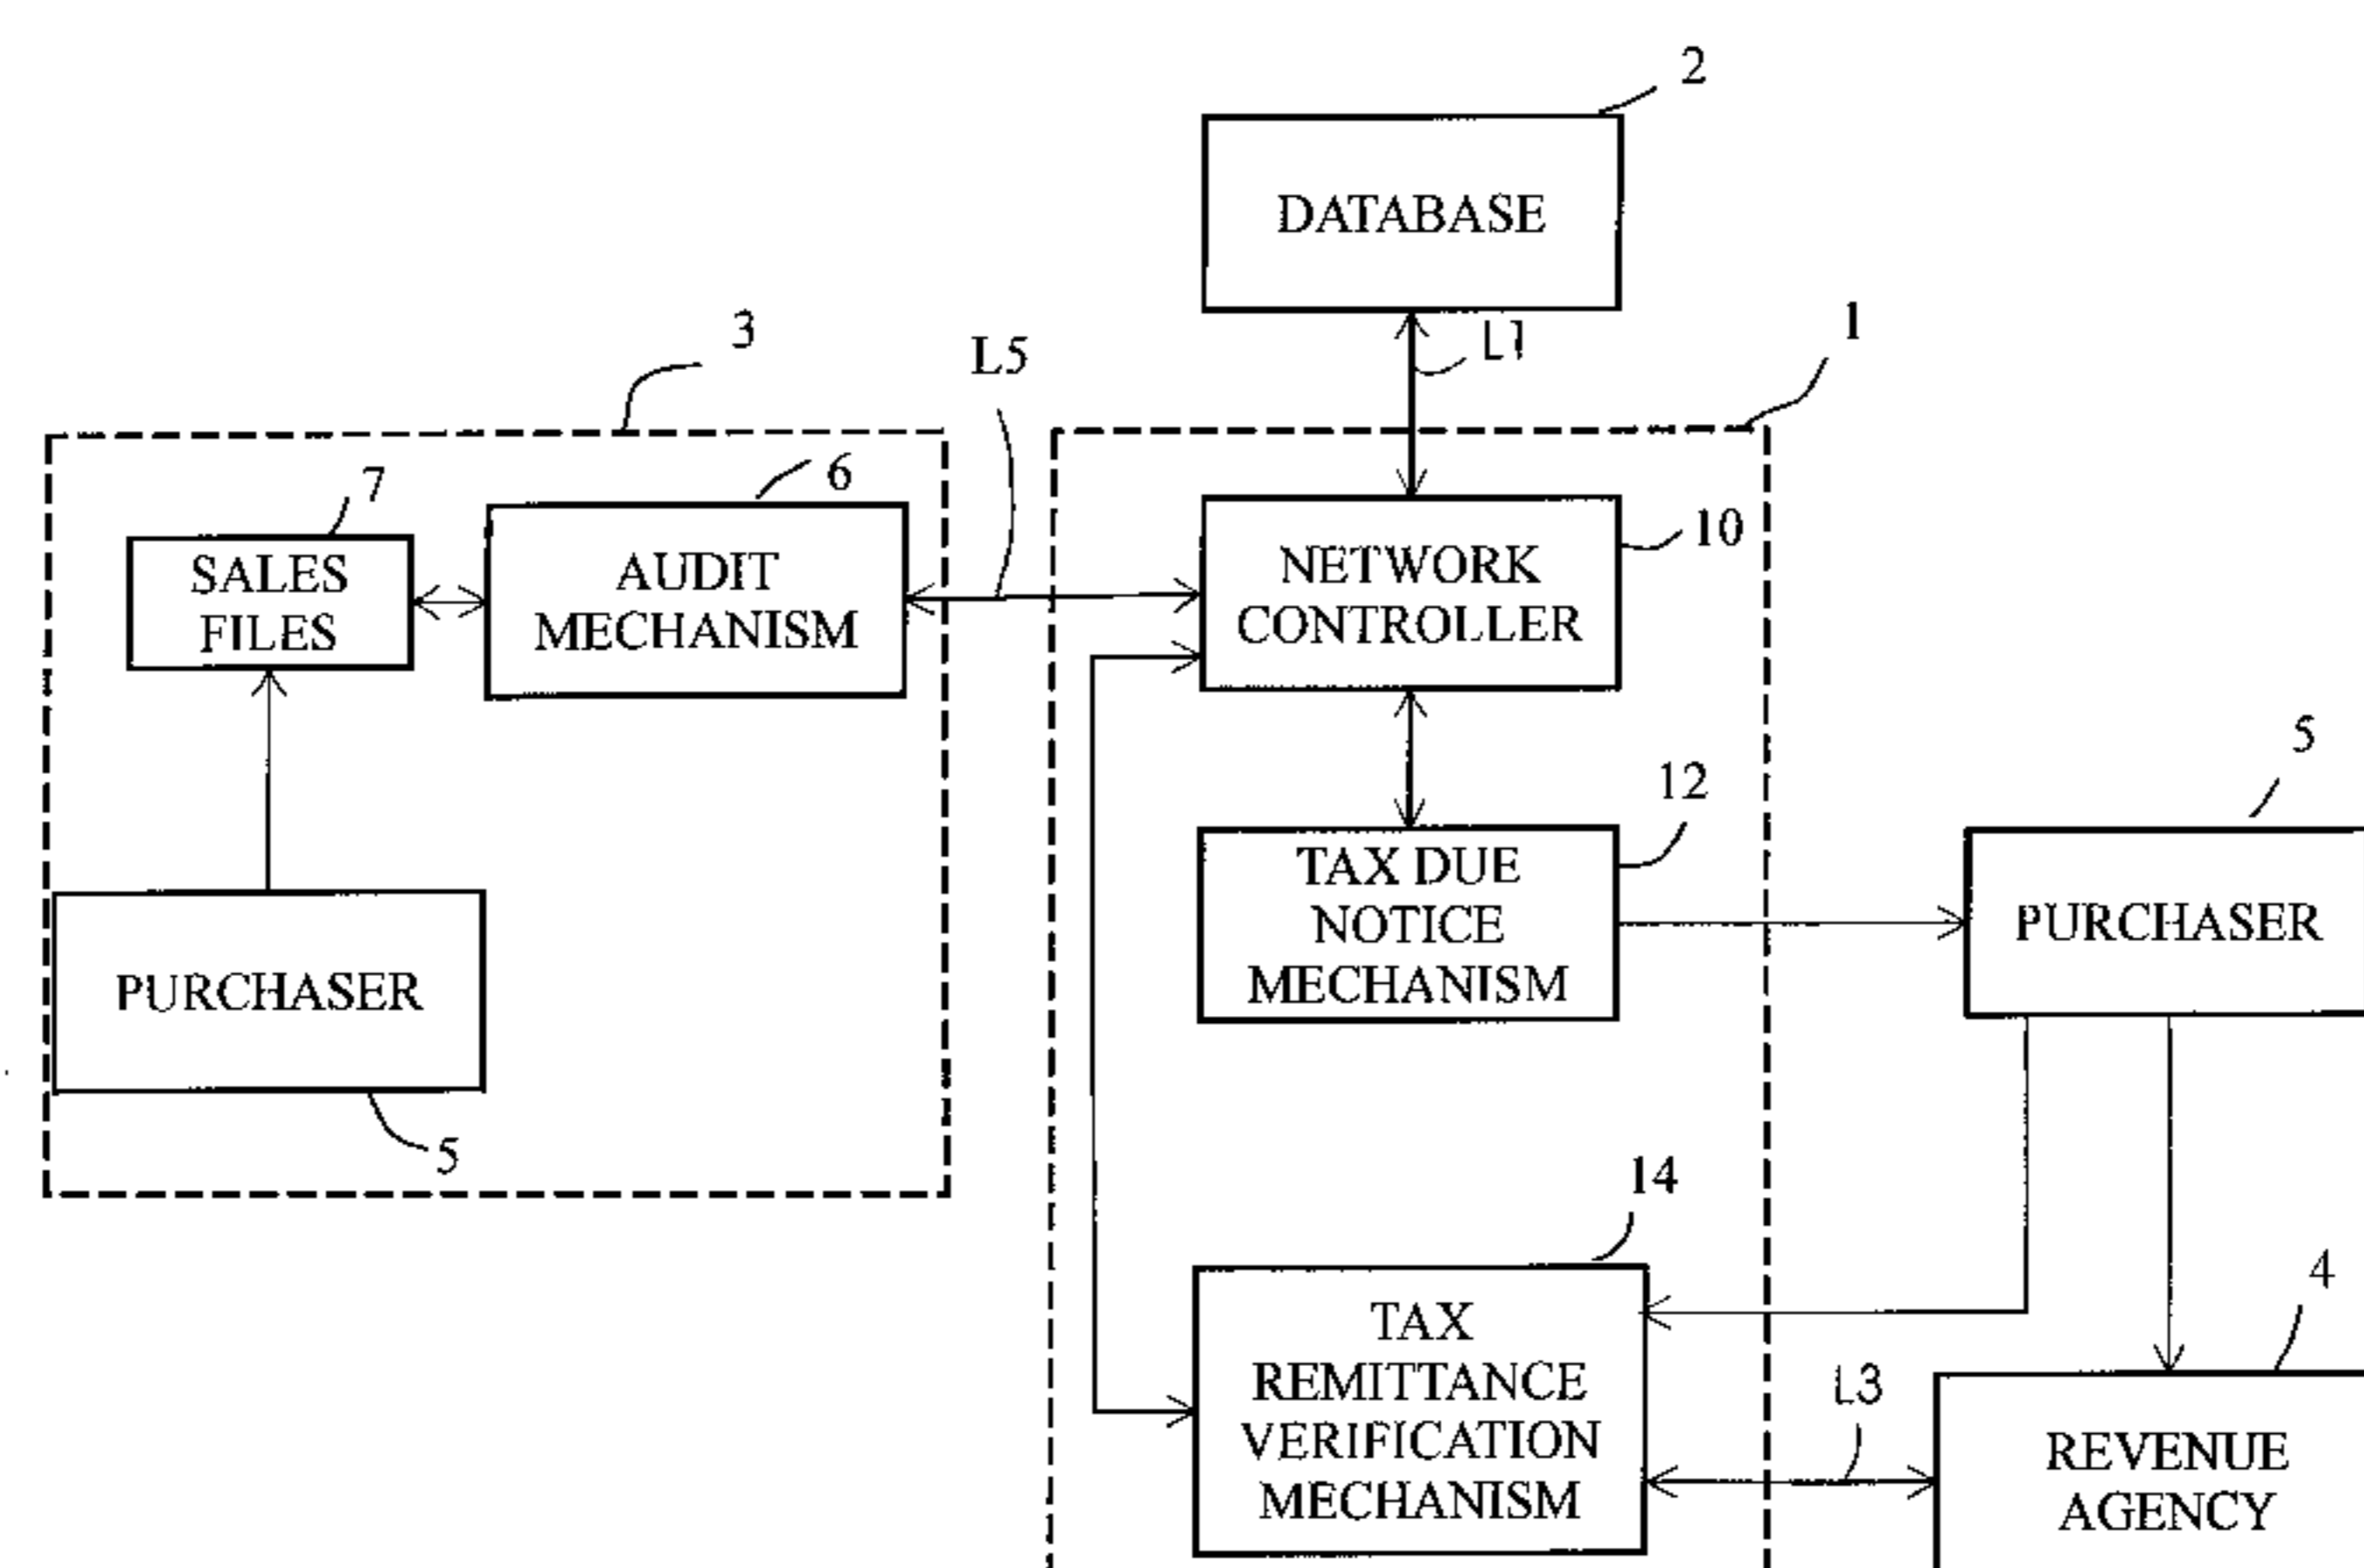 2
DATABASE
L1
1
3
L5
7
6
SALES
FILES
AUDIT
MECHANISM
NETWORK
CONTROLLER
10
12
5
TAX DUE
NOTICE
MECHANISM
PURCHASER
PURCHASER
5
14
4
TAX
REMITTANCE
VERIFICATION
MECHANISM
L3
REVENUE
AGENCY